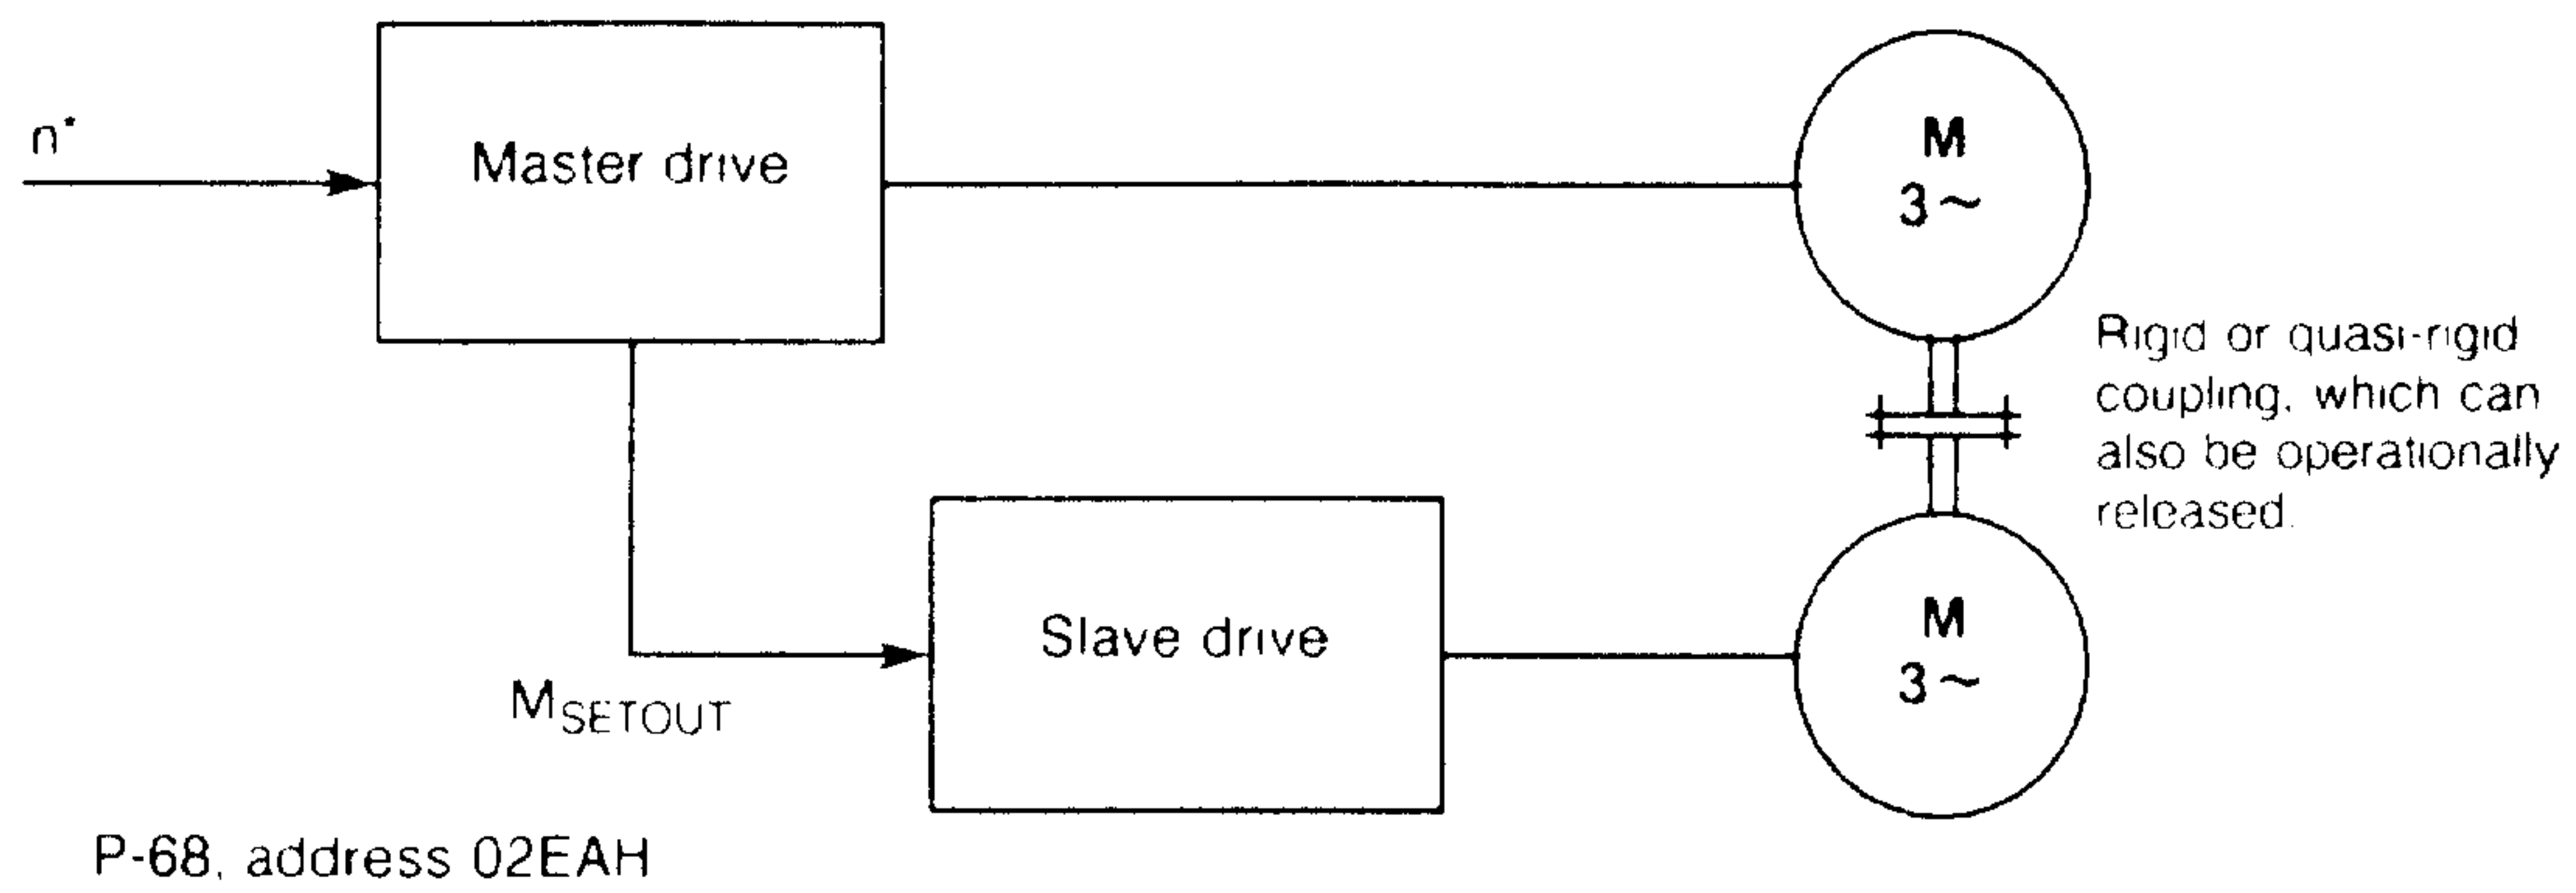 n*
Master drive
M
3~
Rigid or quasi-rigid
coupling, which can
also be operationally
released.
Slave drive
M
3~
MSETOUT
P-68, address 02EAH